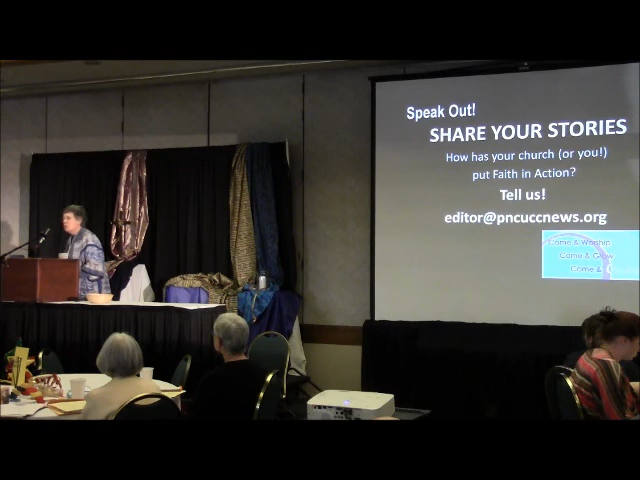 Speak Out!
SHARE YOUR STORIES
How has your church (or you!)
put Faith in Action?
Tell us!
editor@pncuccnews.org
Come & Worship
Come & Grow
Come &